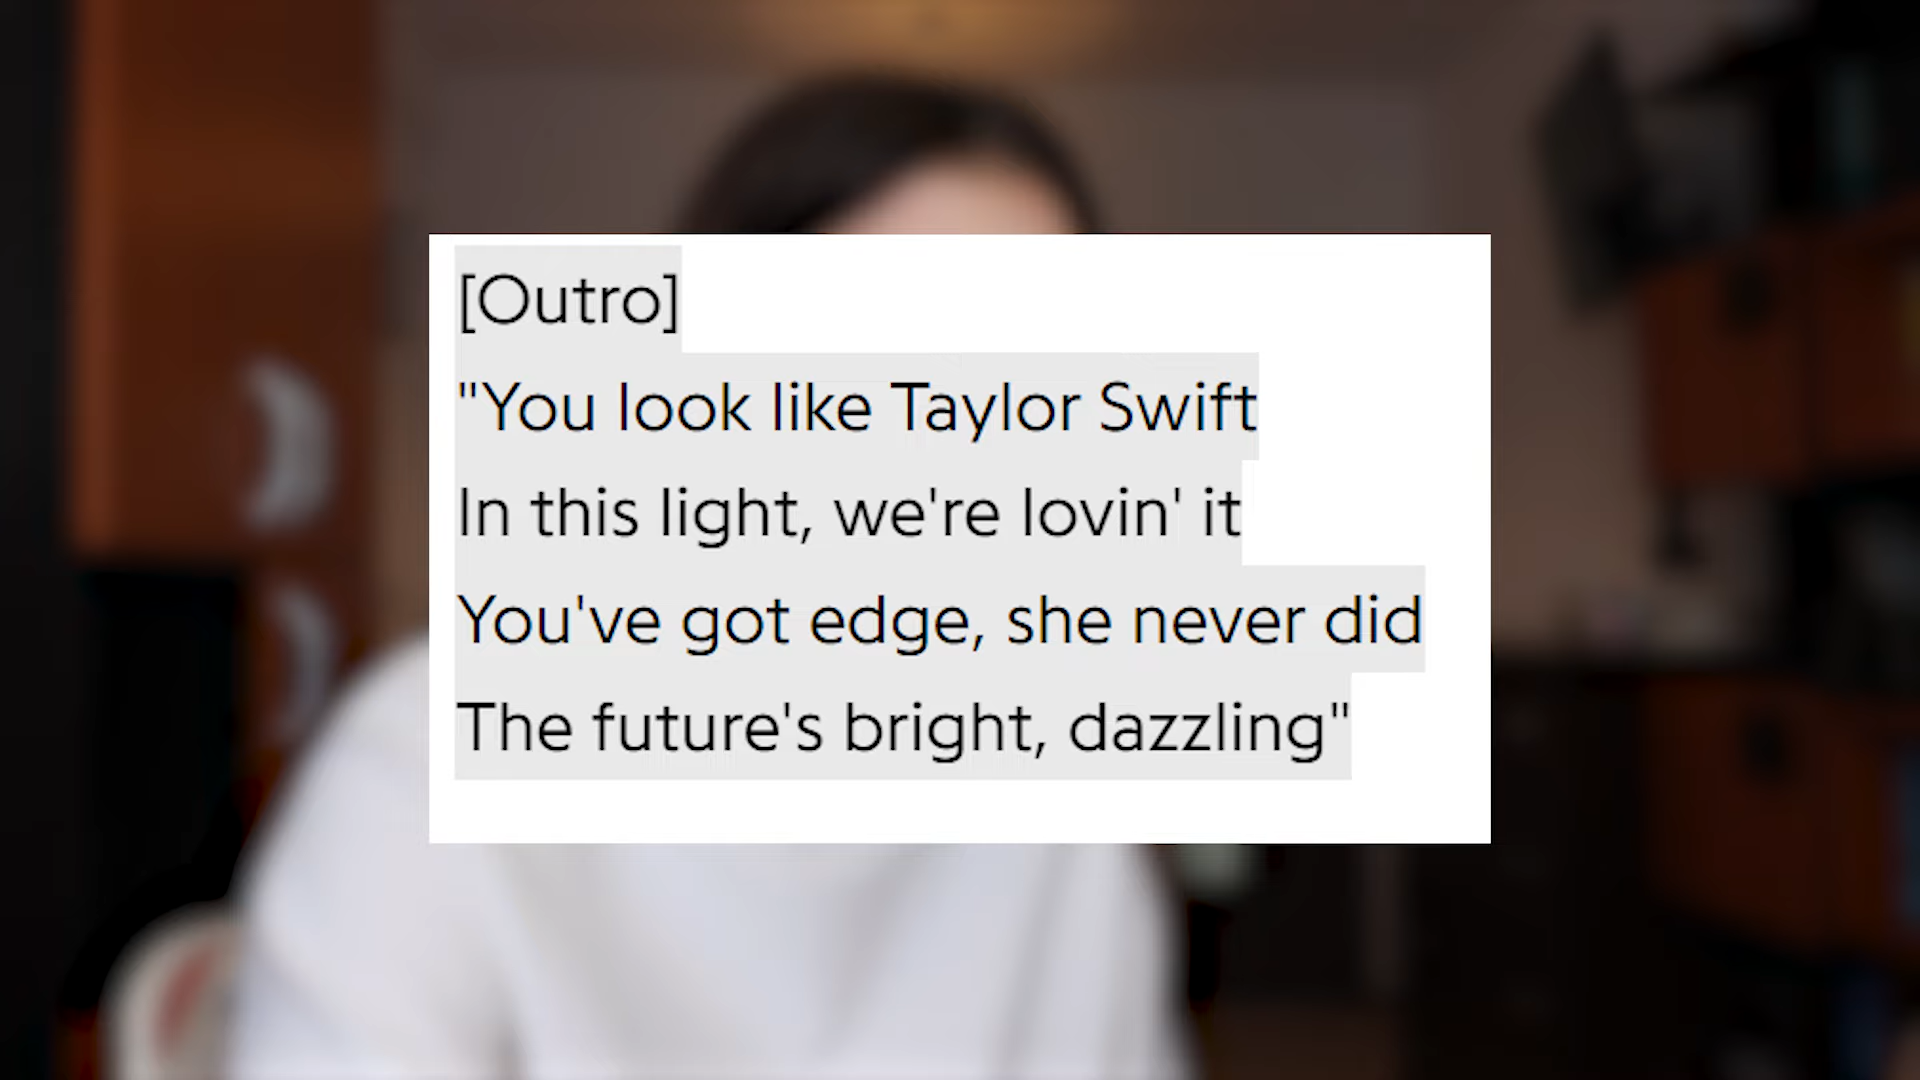 [Outro]
"You look like Taylor Swift
In this light, we're lovin' it
You've got edge, she never did
The future's bright, dazzling"